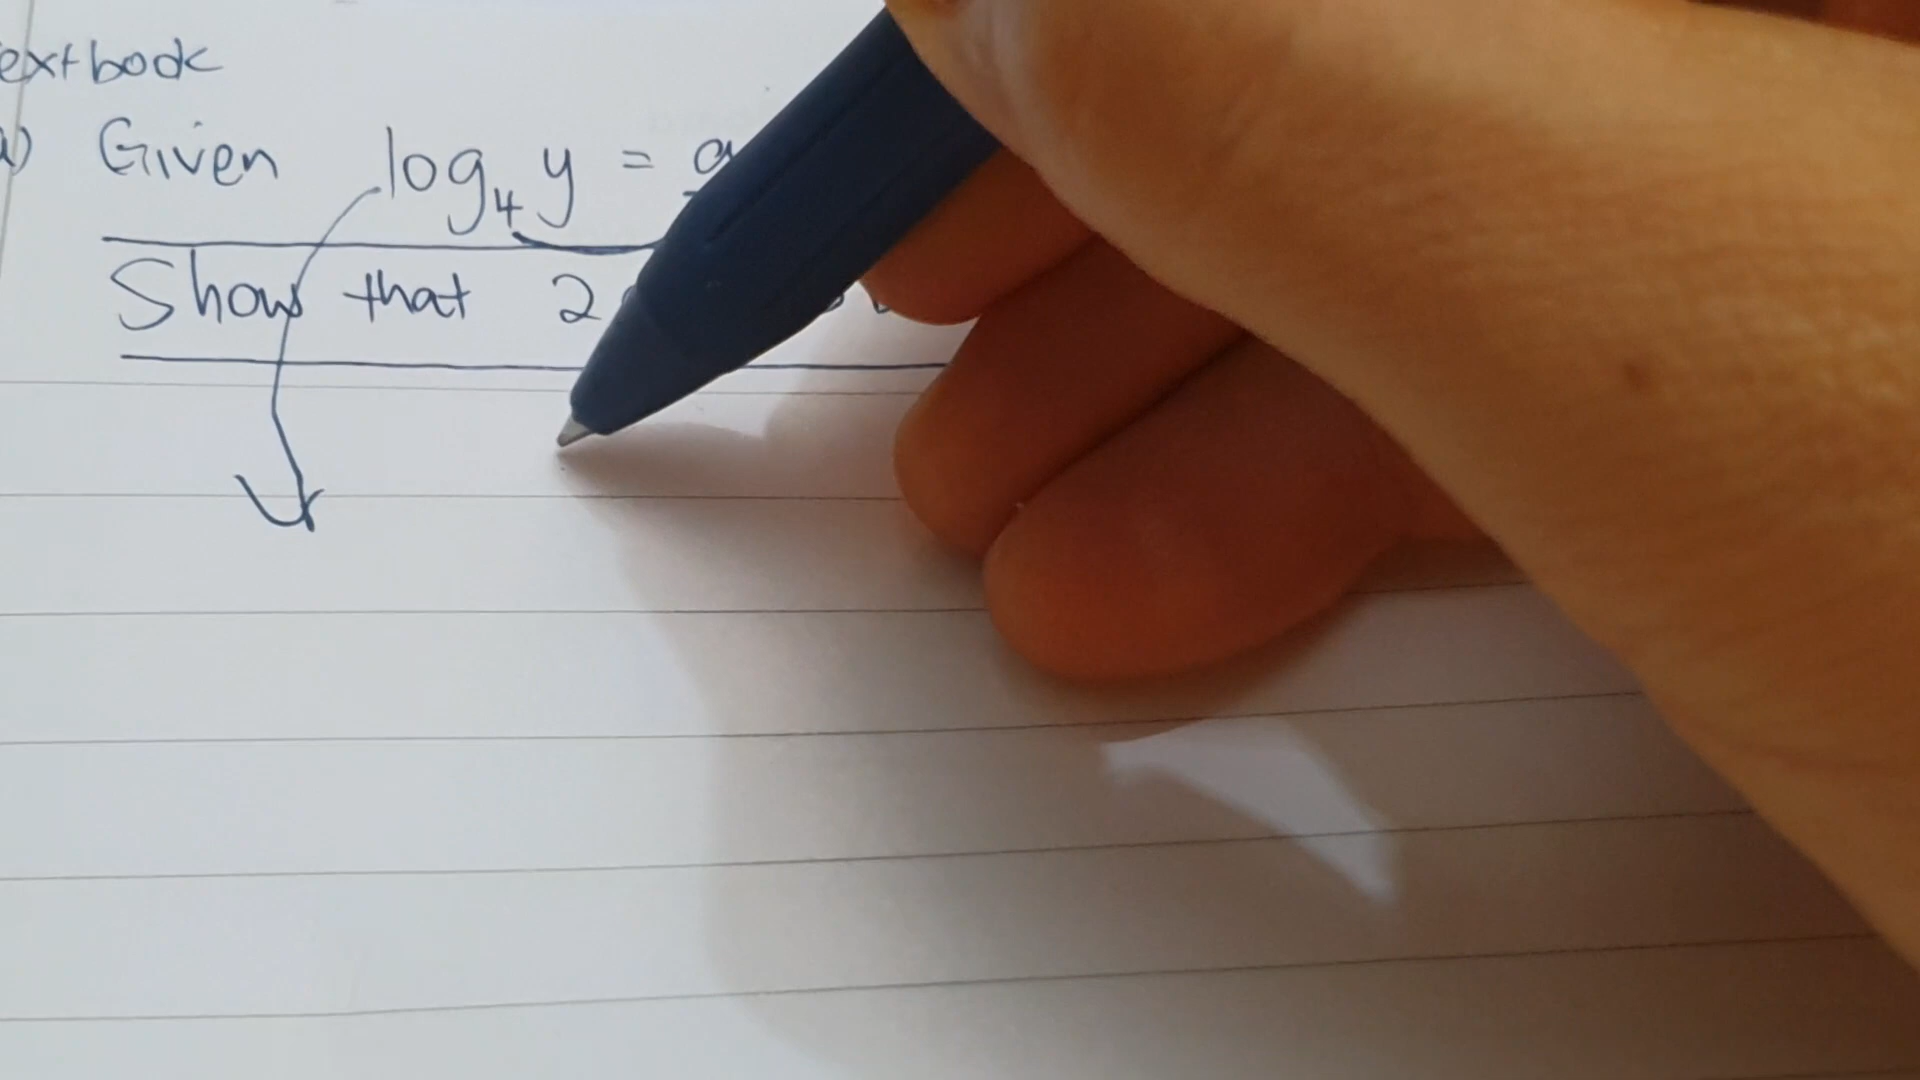 extbook
a) Given log₄y =
Show that 2